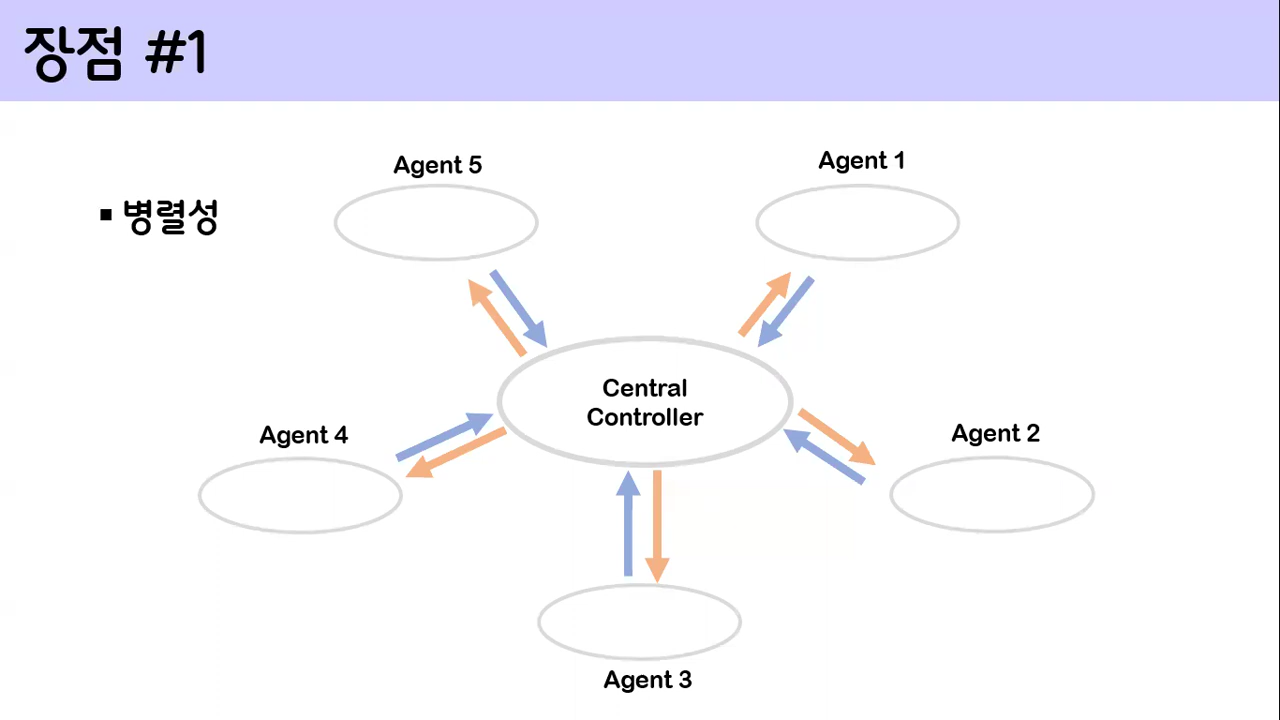 장점 #1
▪ 병렬성
Agent 5
Agent 1
Central
Controller
Agent 4
Agent 2
Agent 3